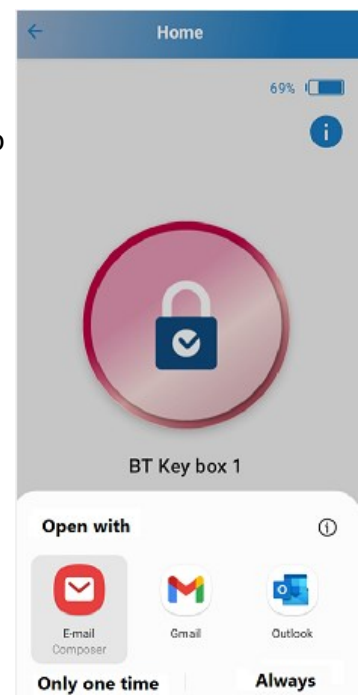 Home
69%
i
BT Key box 1
Open with
E-mail
Composer
Gmail
Outlook
Only one time
Always